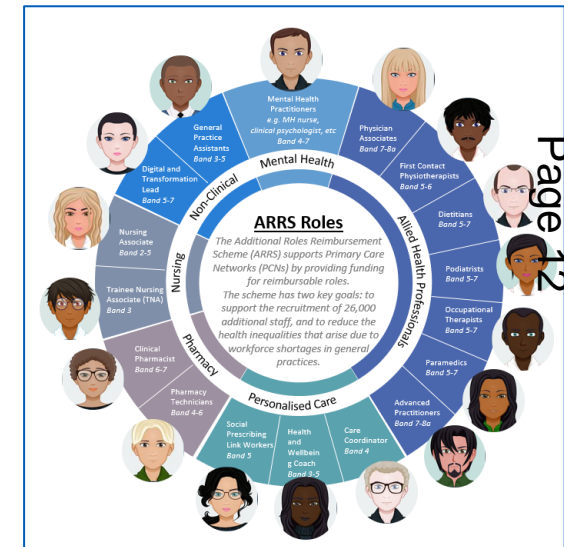 ARRS Roles
The Additional Roles Reimbursement
Scheme (ARRS) supports Primary Care
Networks (PCNs) by providing funding
for reimbursable roles.
The scheme has two key goals: to
support the recruitment of 26,000
additional staff, and to reduce the
health inequalities that arise due to
workforce shortages in general
practices.
Mental Health
Mental Health
Practitioners
e.g. MH nurse,
clinical psychologist, etc
Band 4-7
Allied Health Professionals
Physician
Associates
Band 7-8a
First Contact
Physiotherapists
Band 5-6
Dietitians
Band 5-7
Podiatrists
Band 5-7
Occupational
Therapists
Band 5-7
Paramedics
Band 5-7
Advanced
Practitioners
Band 7-8a
Personalised Care
Care
Coordinator
Band 4
Health
and
Wellbein
g Coach
Band 3-5
Social
Prescribing
Link Workers
Band 5
Pharmacy
Pharmacy
Technicians
Band 4-6
Clinical
Pharmacist
Band 6-7
Nursing
Trainee Nursing
Associate (TNA)
Band 3
Nursing
Associate
Band 2-5
Non-Clinical
Digital and
Transformation
Lead
Band 5-7
General
Practice
Assistants
Band 3-5
Page 12